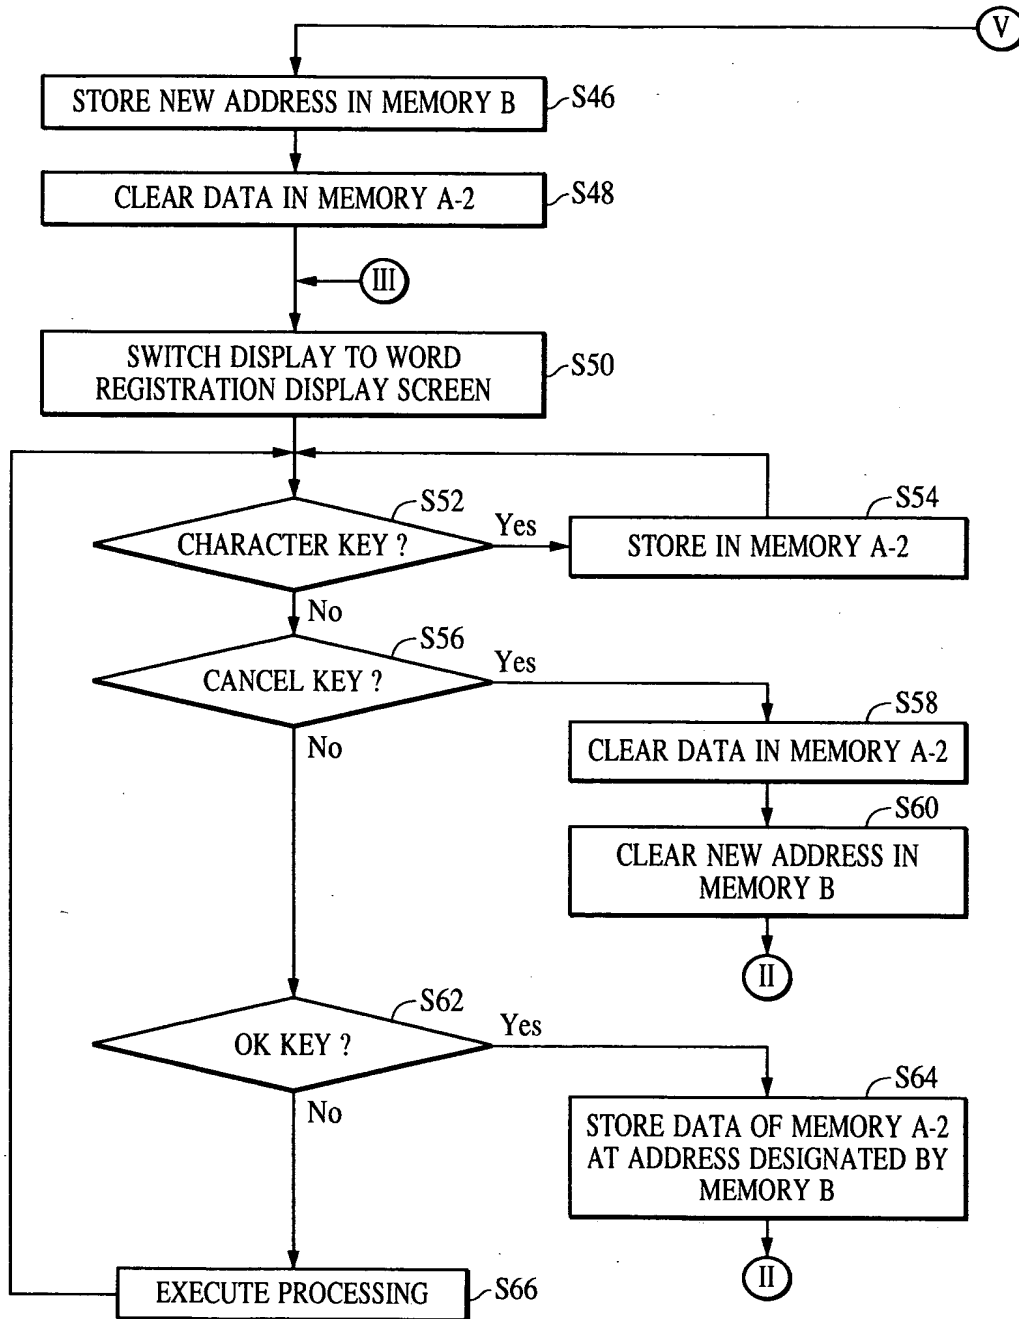 V
STORE NEW ADDRESS IN MEMORY B
S46
CLEAR DATA IN MEMORY A-2
S48
III
SWITCH DISPLAY TO WORD
REGISTRATION DISPLAY SCREEN
S50
S52
CHARACTER KEY ?
Yes
S54
STORE IN MEMORY A-2
No
S56
CANCEL KEY ?
Yes
S58
CLEAR DATA IN MEMORY A-2
No
S60
CLEAR NEW ADDRESS IN
MEMORY B
II
S62
OK KEY ?
Yes
S64
STORE DATA OF MEMORY A-2
AT ADDRESS DESIGNATED BY
MEMORY B
No
II
EXECUTE PROCESSING
S66